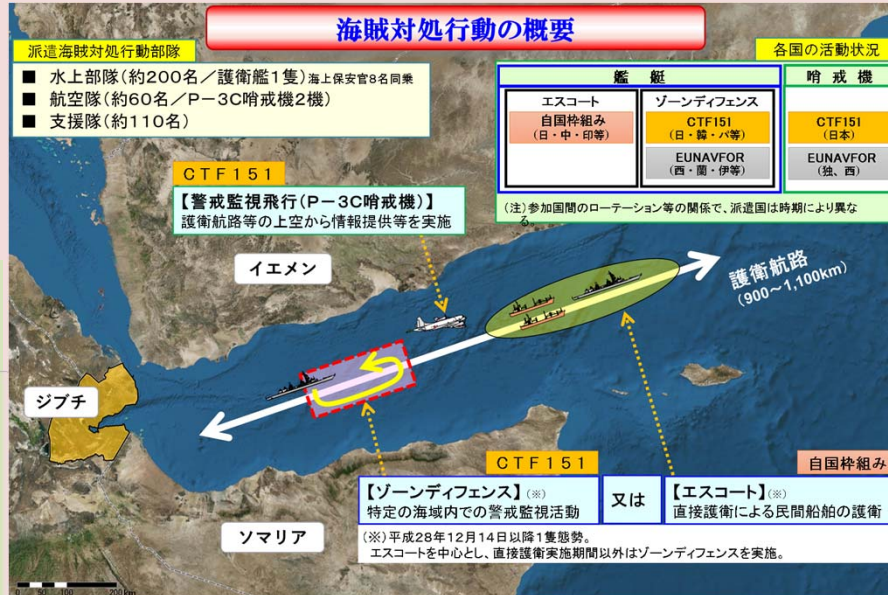 海賊対処行動の概要
派遣海賊対処行動部隊
■ 水上部隊(約200名/護衛艦1隻)海上保安官8名同乗
■ 航空隊(約60名/P-3C哨戒機2機)
■ 支援隊(約110名)
各国の活動状況
艦艇
哨戒機
エスコート
自国枠組み
(日・中・印等)
ゾーンディフェンス
CTF151
(日・韓・パ等)
EUNAVFOR
(西・蘭・伊等)
CTF151
(日本)
EUNAVFOR
(独、西)
(注)参加国間のローテーション等の関係で、派遣国は時期により異な
る。
CTF151
【警戒監視飛行(P-3C哨戒機)】
護衛航路等の上空から情報提供等を実施
イエメン
護衛航路
(900~1,100km)
ジブチ
ソマリア
CTF151
【ゾーンディフェンス】(※)
特定の海域内での警戒監視活動
又は
自国枠組み
【エスコート】(※)
直接護衛による民間船舶の護衛
(※)平成28年12月14日以降1隻態勢。
エスコートを中心とし、直接護衛実施期間以外はゾーンディフェンスを実施。
0 50 100 200 km